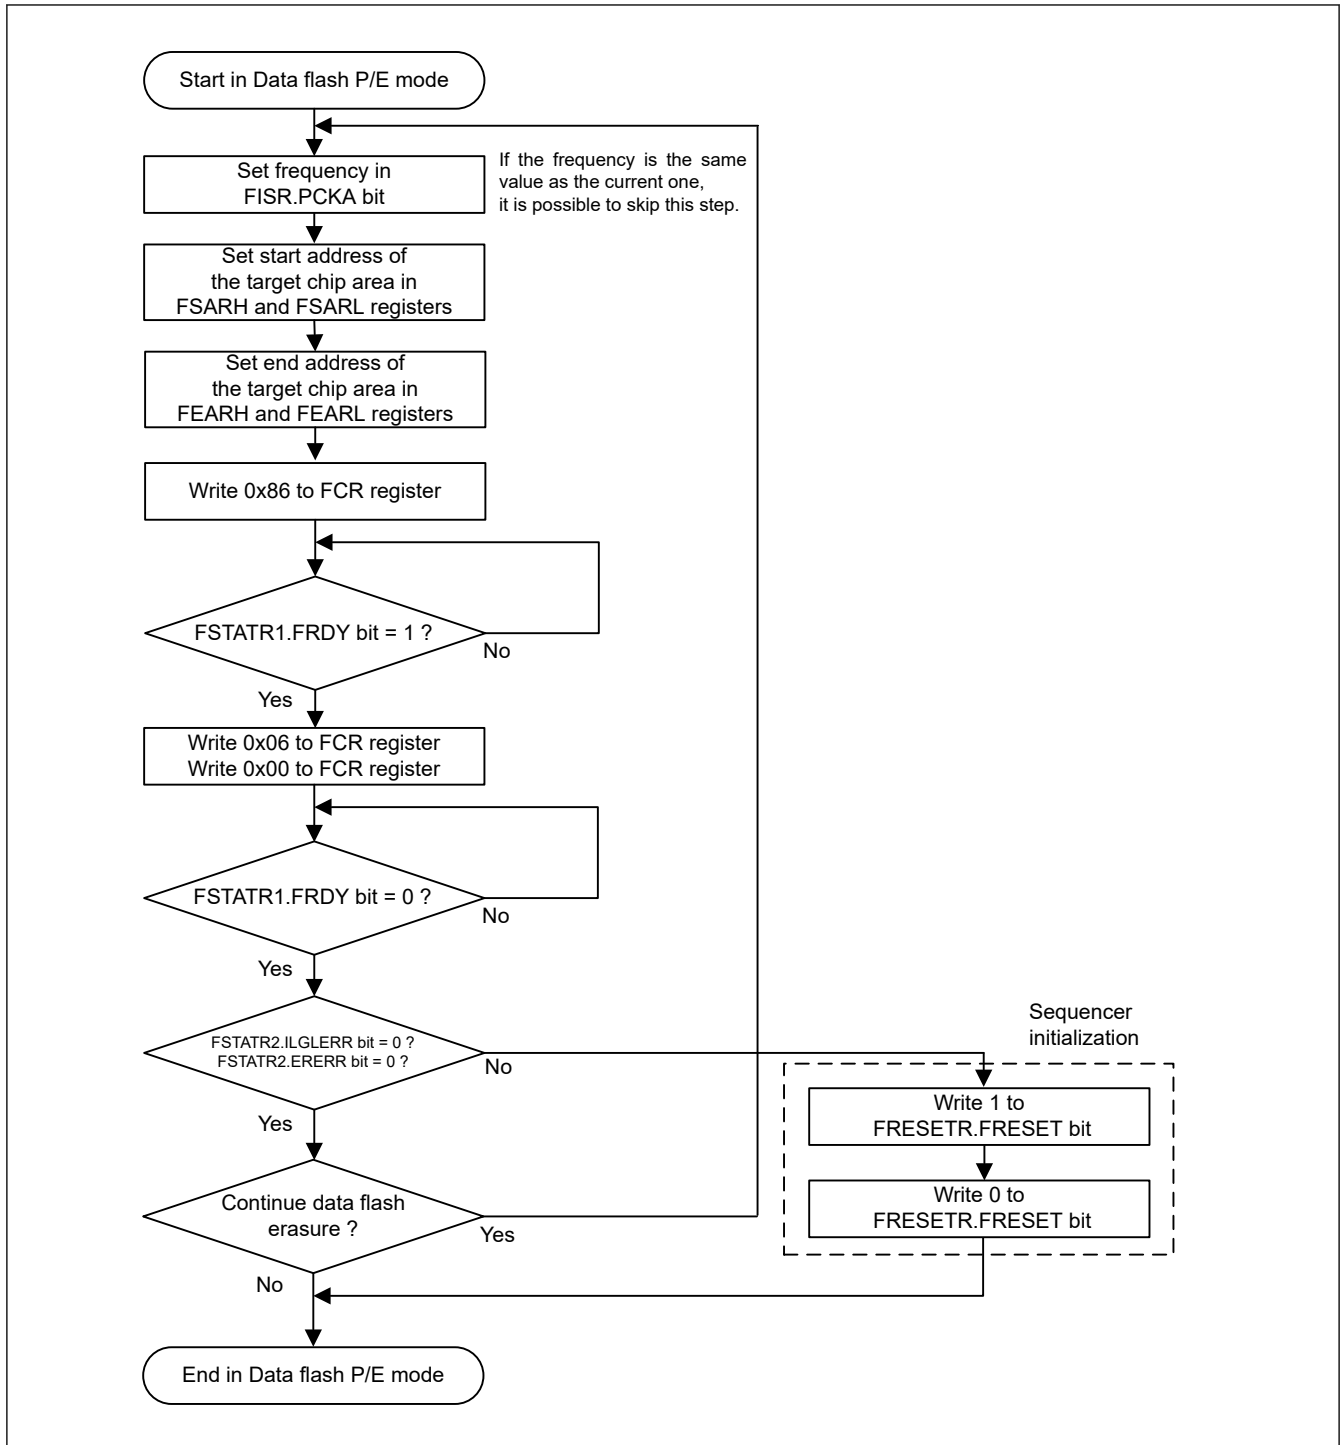 Start in Data flash P/E mode
Set frequency in
FISR.PCKA bit
If the frequency is the same
value as the current one,
it is possible to skip this step.
Set start address of
the target chip area in
FSARH and FSARL registers
Set end address of
the target chip area in
FEARH and FEARL registers
Write 0x86 to FCR register
FSTATR1.FRDY bit = 1 ?
No
Yes
Write 0x06 to FCR register
Write 0x00 to FCR register
FSTATR1.FRDY bit = 0 ?
No
Yes
FSTATR2.ILGLERR bit = 0 ?
FSTATR2.ERERR bit = 0 ?
No
Yes
Sequencer
initialization
Write 1 to
FRESETR.FRESET bit
Write 0 to
FRESETR.FRESET bit
Continue data flash
erasure ?
Yes
No
End in Data flash P/E mode